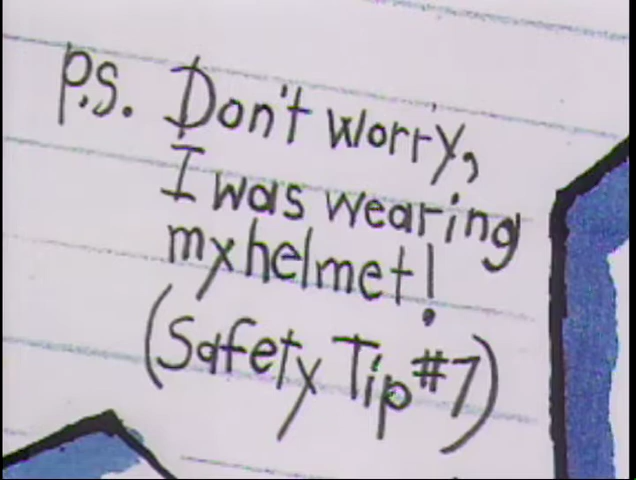 P.S. Don't worry,
I was wearing
my helmet!
(Safety Tip #7)